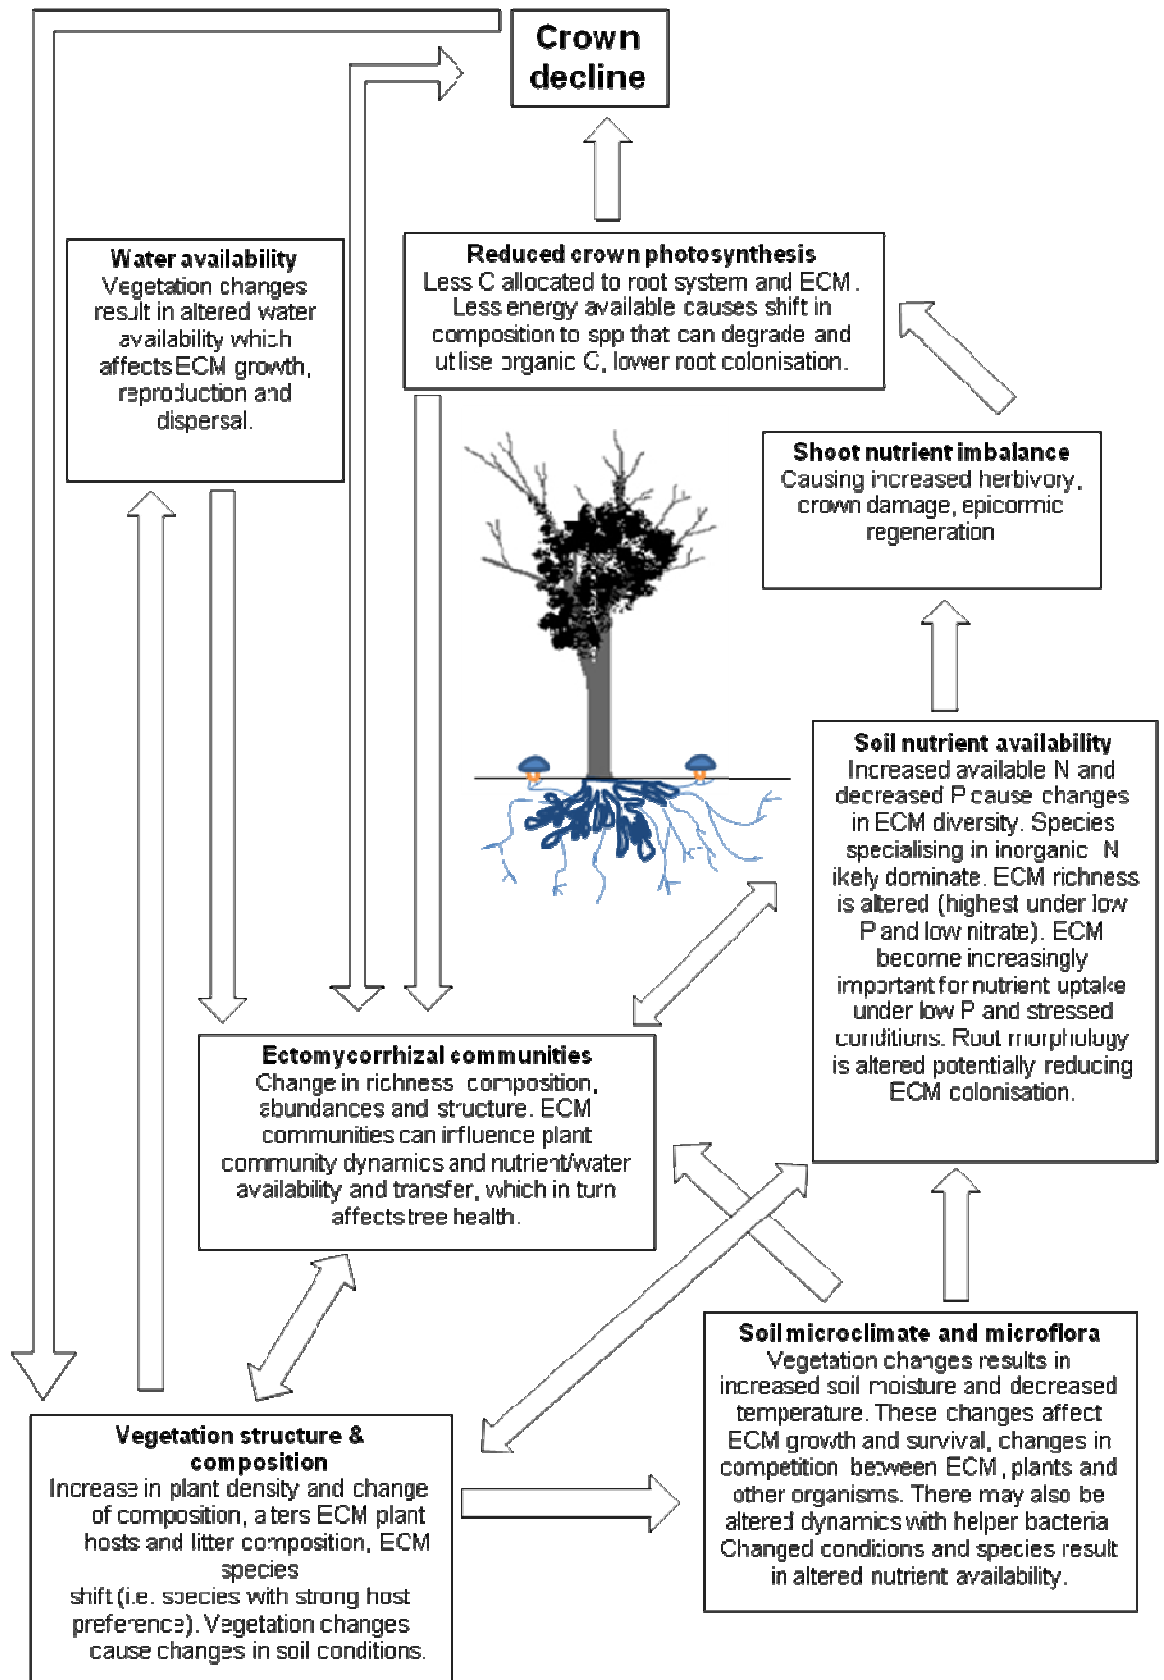 Crown
decline
Water availability
Vegetation changes
result in altered water
availability which
affects ECM growth,
reproduction and
dispersal.
Reduced crown photosynthesis
Less C allocated to root system and ECM.
Less energy available causes shift in
composition to spp that can degrade and
utilise organic C, lower root colonisation.
Shoot nutrient imbalance
Causing increased herbivory,
crown damage, epicormic
regeneration
Soil nutrient availability
Increased available N and
decreased P cause changes
in ECM diversity. Species
specialising in inorganic N
ikely dominate. ECM richness
is altered (highest under low
P and low nitrate). ECM
become increasingly
important for nutrient uptake
under low P and stressed
conditions. Root morphology
is altered potentially reducing
ECM colonisation.
Ectomycorrhizal communities
Change in richness composition,
abundances and structure. ECM
communities can influence plant
community dynamics and nutrient/water
availability and transfer, which in turn
affects tree health.
Soil microclimate and microflora
Vegetation changes results in
increased soil moisture and decreased
temperature. These changes affect
ECM growth and survival, changes in
competition between ECM, plants and
other organisms. There may also be
altered dynamics with helper bacteria
Changed conditions and species result
in altered nutrient availability.
Vegetation structure &
composition
Increase in plant density and change
of composition, alters ECM plant
hosts and litter composition, ECM
species
shift (i.e. species with strong host
preference). Vegetation changes
cause changes in soil conditions.